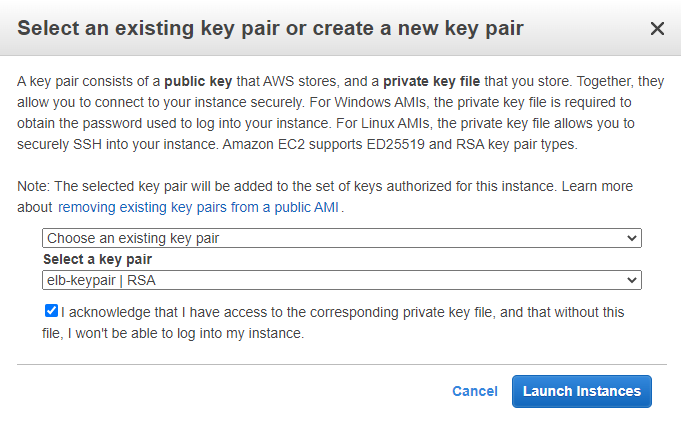 Select an existing key pair or create a new key pair
A key pair consists of a public key that AWS stores, and a private key file that you store. Together, they
allow you to connect to your instance securely. For Windows AMIs, the private key file is required to
obtain the password used to log into your instance. For Linux AMIs, the private key file allows you to
securely SSH into your instance. Amazon EC2 supports ED25519 and RSA key pair types.
Note: The selected key pair will be added to the set of keys authorized for this instance. Learn more
about removing existing key pairs from a public AMI .
Choose an existing key pair
Select a key pair
elb-keypair | RSA
I acknowledge that I have access to the corresponding private key file, and that without this
file, I won't be able to log into my instance.
Cancel Launch Instances